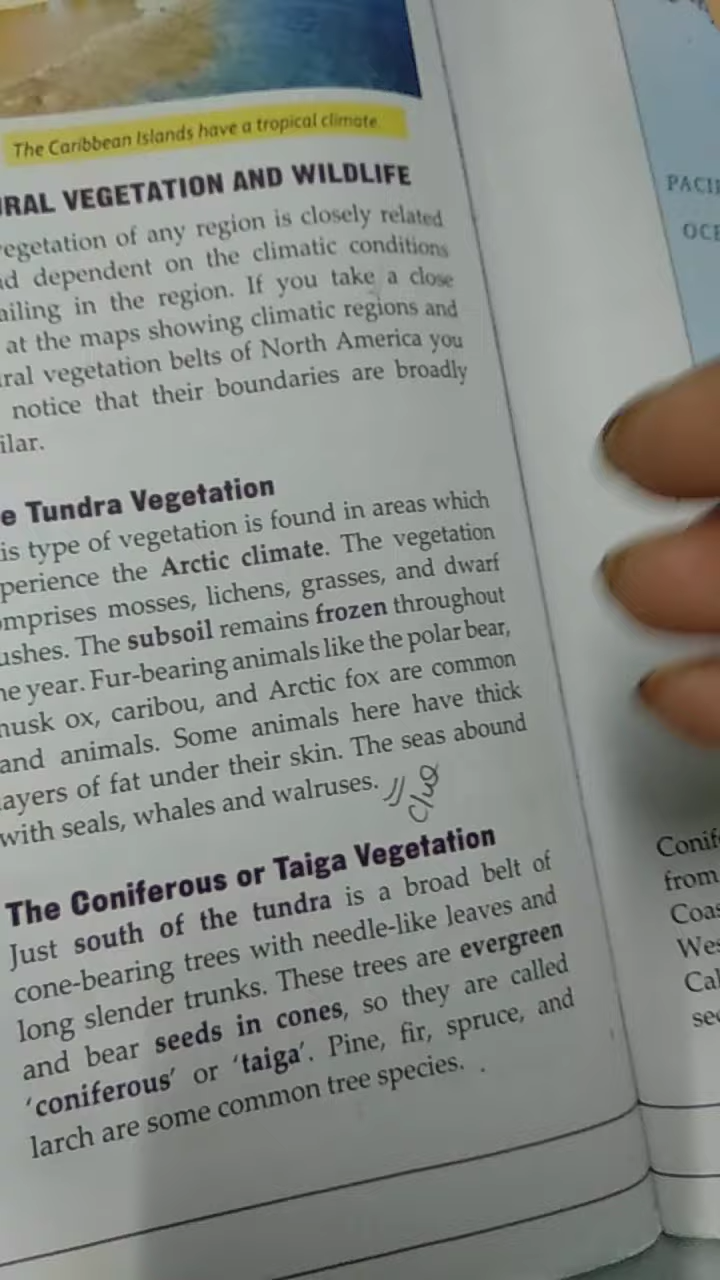 The Caribbean Islands have a tropical climate.
RAL VEGETATION AND WILDLIFE
egetation of any region is closely related
d dependent on the climatic conditions
ailing in the region. If you take a close
at the maps showing climatic regions and
ral vegetation belts of North America you
notice that their boundaries are broadly
ilar.
e Tundra Vegetation
is type of vegetation is found in areas which
perience the Arctic climate. The vegetation
mprises mosses, lichens, grasses, and dwarf
ushes. The subsoil remains frozen throughout
he year. Fur-bearing animals like the polar bear,
musk ox, caribou, and Arctic fox are common
and animals. Some animals here have thick
ayers of fat under their skin. The seas abound
with seals, whales and walruses.
The Coniferous or Taiga Vegetation
Just south of the tundra is a broad belt of
cone-bearing trees with needle-like leaves and
long slender trunks. These trees are evergreen
and bear seeds in cones, so they are called
'coniferous' or 'taiga'. Pine, fir, spruce, and
larch are some common tree species.
PACI
OCE
Conif
from
Coas
Wes
Cal
sec